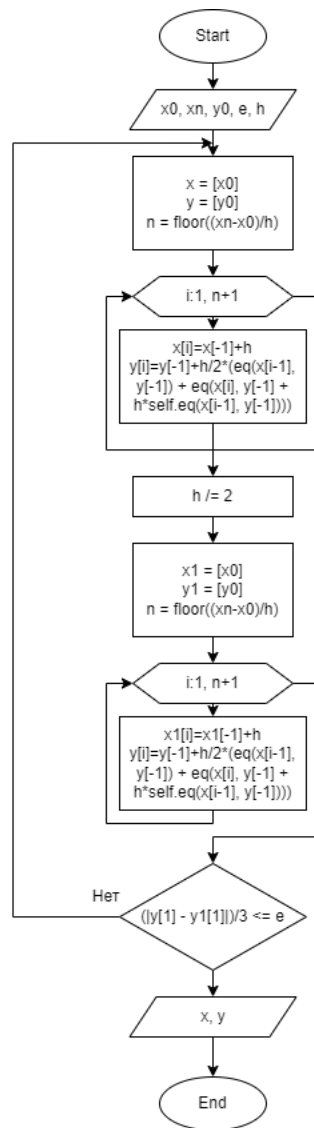 Start
x0, xn, y0, e, h
x = [x0]
y = [y0]
n = floor((xn-x0)/h)
i:1, n+1
x[i]=x[-1]+h
y[i]=y[-1]+h/2*(eq(x[i-1],
y[-1]) + eq(x[i], y[-1] +
h*self.eq(x[i-1], y[-1])))
h /= 2
x1 = [x0]
y1 = [y0]
n = floor((xn-x0)/h)
i:1, n+1
x1[i]=x1[-1]+h
y[i]=y[-1]+h/2*(eq(x[i-1],
y[-1]) + eq(x[i], y[-1] +
h*self.eq(x[i-1], y[-1])))
Нет
(|y[1] - y1[1]|)/3 <= e
x, y
End